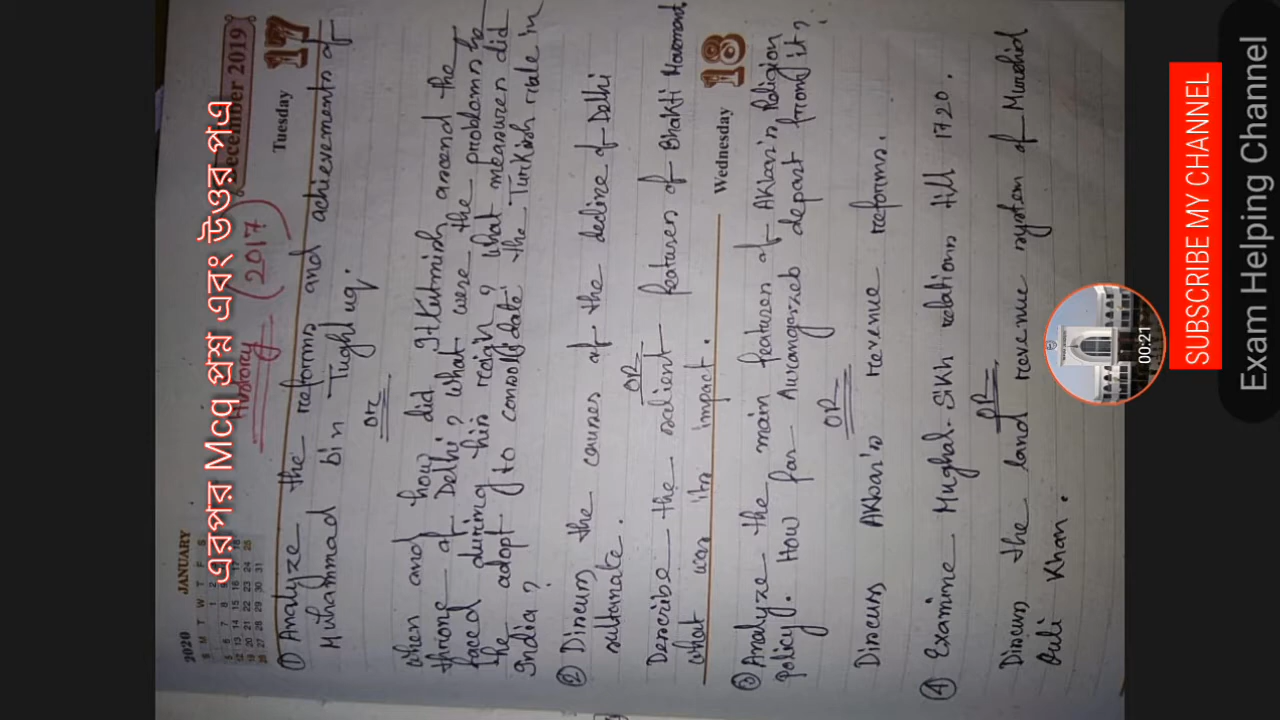 2020 JANUARY
S M T W T F S
December 2019
17
Tuesday
এরপর Mcq প্রশ্ন এবং উত্তর পত্র
(2017)
① Analyze the reforms and achievements of
Muhammad bin Tughluq.
or
When and how did Iltutmish ascend the
throne of Delhi? What were the problems he
faced during his reign? What measures did
the adopt to consolidate the Turkish rule in
India?
② Discuss the causes of the decline of Delhi
sultanate.
OR
Describe the salient features of Bhakti Movement.
what was its impact.
Wednesday
18
③ Analyze the main features of Akbar's Religion
policy. How far Aurangazeb depart from it?
OR
Discuss Akbar's revenue reforms.
④ Examine Mughal-Sikh relations till 1720.
OR
Discuss the land revenue system of Murshid
Quli Khan.
00:21
SUBSCRIBE MY CHANNEL
Exam Helping Channel